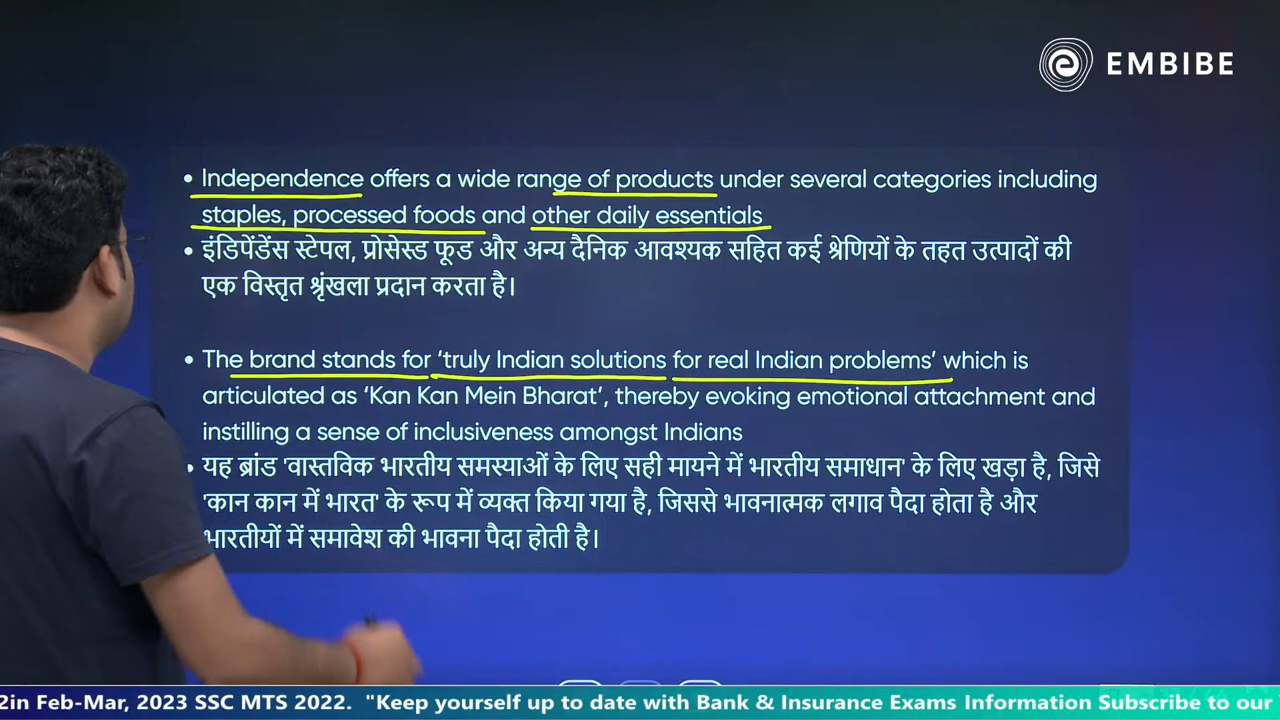 EMBIBE
• Independence offers a wide range of products under several categories including
staples, processed foods and other daily essentials
• इंडिपेंडेंस स्टेपल, प्रोसेस्ड फूड और अन्य दैनिक आवश्यक सहित कई श्रेणियों के तहत उत्पादों की
एक विस्तृत श्रृंखला प्रदान करता है।
• The brand stands for ‘truly Indian solutions for real Indian problems’ which is
articulated as ‘Kan Kan Mein Bharat’, thereby evoking emotional attachment and
instilling a sense of inclusiveness amongst Indians
• यह ब्रांड 'वास्तविक भारतीय समस्याओं के लिए सही मायने में भारतीय समाधान' के लिए खड़ा है, जिसे
'कान कान में भारत' के रूप में व्यक्त किया गया है, जिससे भावनात्मक लगाव पैदा होता है और
भारतीयों में समावेश की भावना पैदा होती है।
2in Feb-Mar, 2023 SSC MTS 2022. "Keep yourself up to date with Bank & Insurance Exams Information Subscribe to our